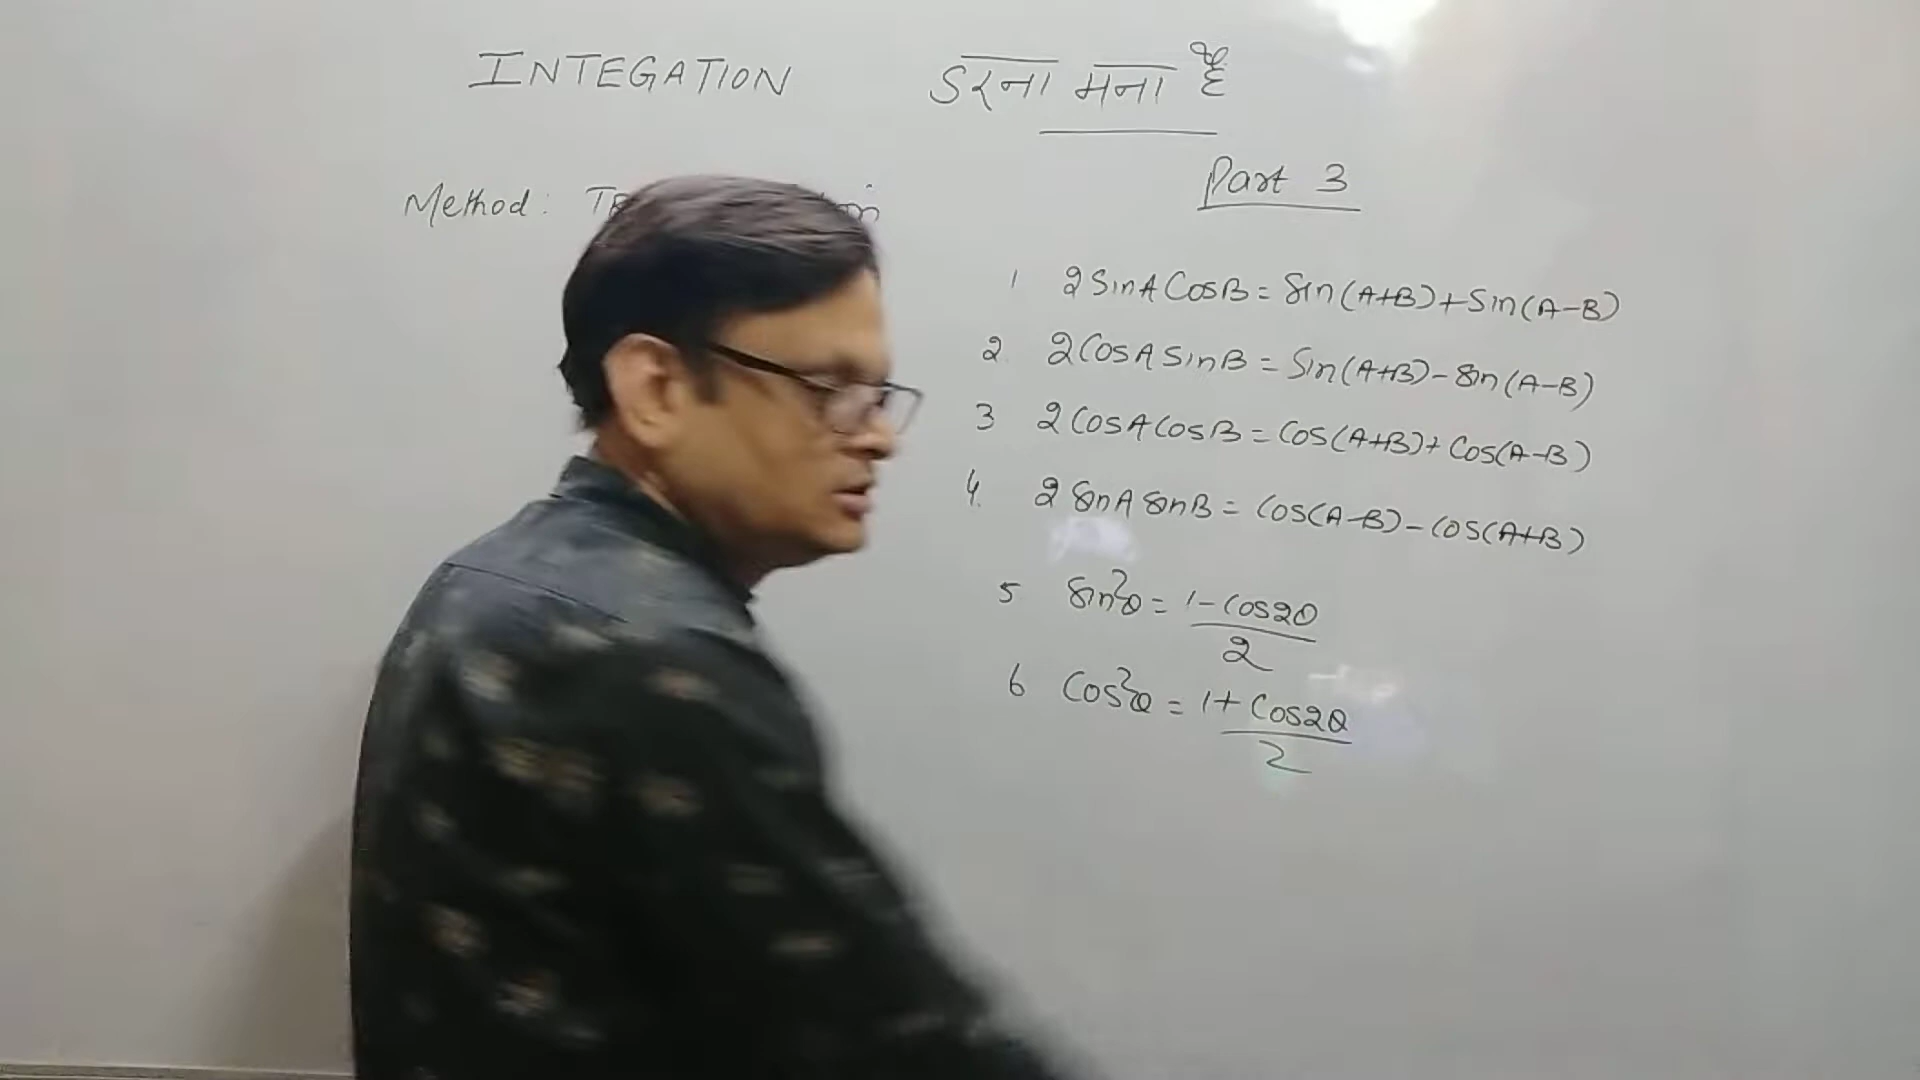 INTEGATION डरना मना है
Part 3
Method:
1 2 Sin A Cos B = Sin (A+B) + Sin (A-B)
2. 2 Cos A Sin B = Sin (A+B) - Sin (A-B)
3 2 Cos A Cos B = Cos (A+B) + Cos (A-B)
4. 2 Sin A Sin B = Cos (A-B) - Cos (A+B)
5 Sin²θ = 1 - Cos2θ / 2
6 Cos²θ = 1 + Cos2θ / 2